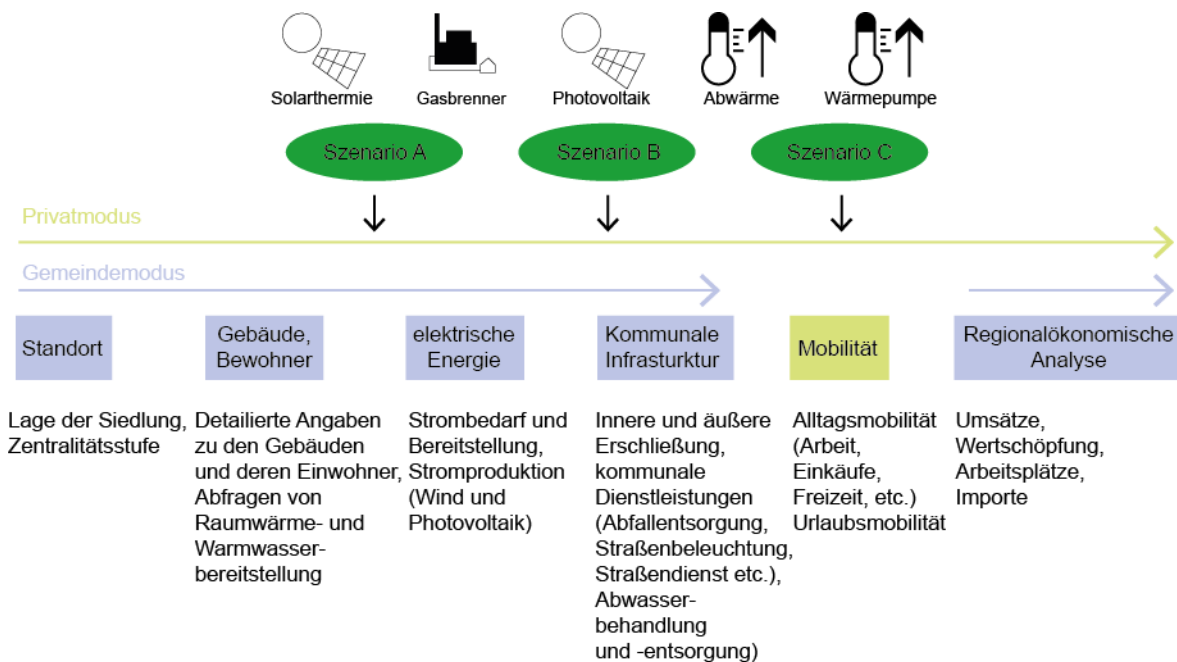 Solarthermie
Gasbrenner
Photovoltaik
Abwärme
Wärmepumpe
Szenario A
Szenario B
Szenario C
Privatmodus
Gemeindemodus
Standort
Gebäude,
Bewohner
elektrische
Energie
Kommunale
Infrasturktur
Mobilität
Regionalökonomische
Analyse
Lage der Siedlung,
Zentralitätsstufe
Detailierte Angaben
zu den Gebäuden
und deren Einwohner,
Abfragen von
Raumwärme- und
Warmwasser-
bereitstellung
Strombedarf und
Bereitstellung,
Stromproduktion
(Wind und
Photovoltaik)
Innere und äußere
Erschließung,
kommunale
Dienstleistungen
(Abfallentsorgung,
Straßenbeleuchtung,
Straßendienst etc.),
Abwasser-
behandlung
und -entsorgung)
Alltagsmobilität
(Arbeit,
Einkäufe,
Freizeit, etc.)
Urlaubsmobilität
Umsätze,
Wertschöpfung,
Arbeitsplätze,
Importe